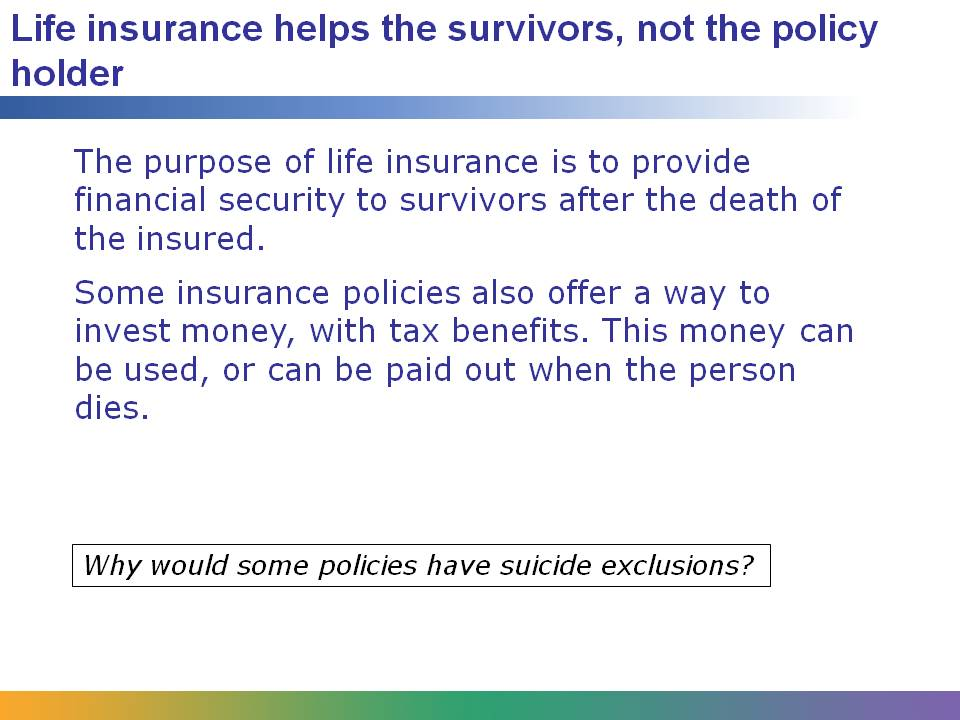 Life insurance helps the survivors, not the policy
holder
The purpose of life insurance is to provide
financial security to survivors after the death of
the insured.
Some insurance policies also offer a way to
invest money, with tax benefits. This money can
be used, or can be paid out when the person
dies.
Why would some policies have suicide exclusions?